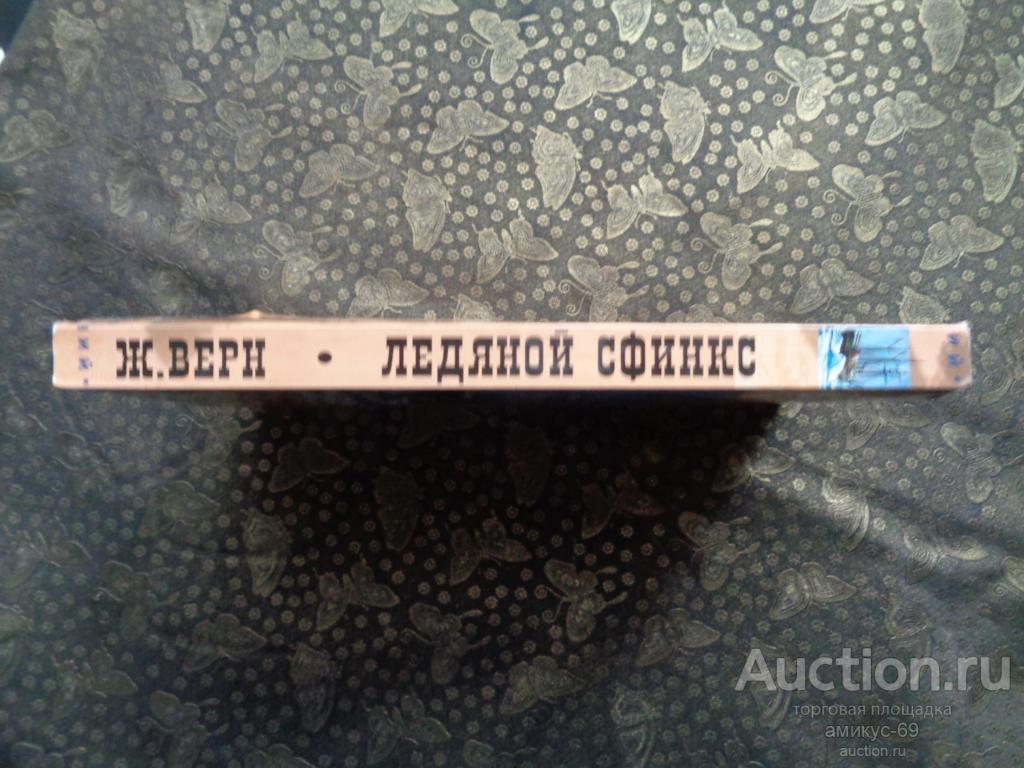 Ж.ВЕРН • ЛЕДЯНОЙ СФИНКС
Auction.ru
торговая площадка
амикус-69
auction.ru